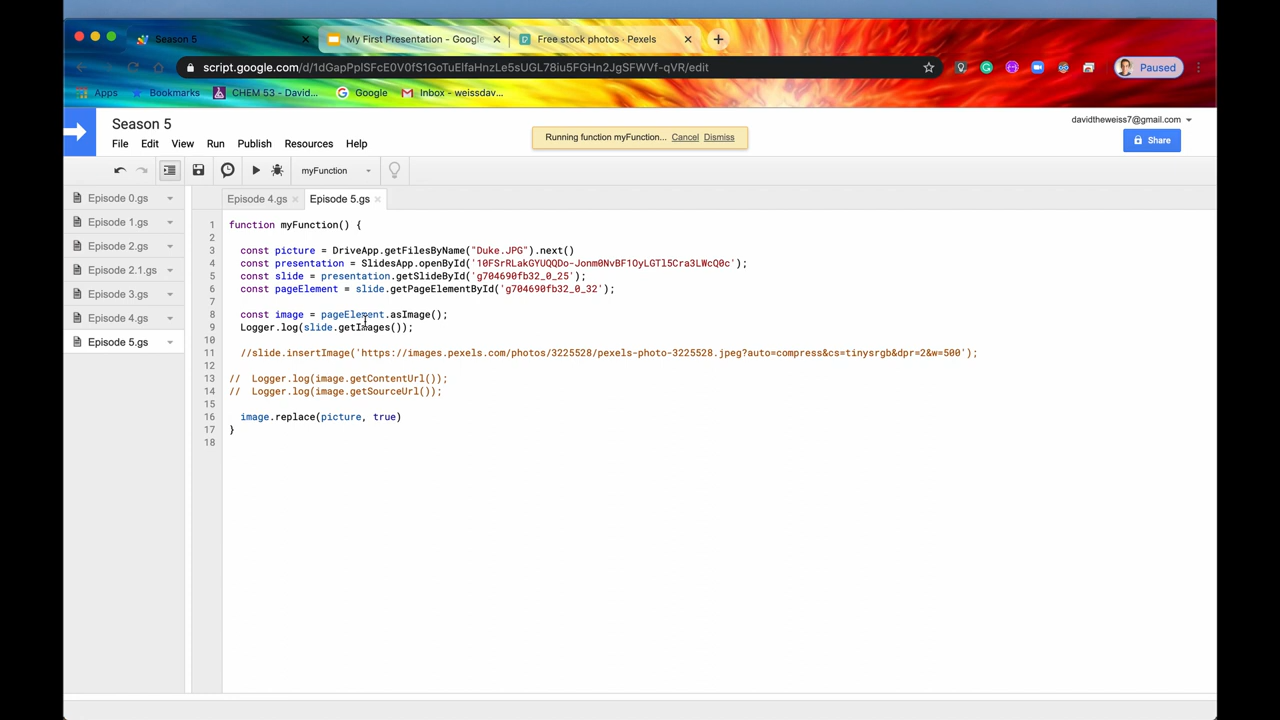 Season 5
My First Presentation - Google
Free stock photos · Pexels
script.google.com/d/1dGapPplSFcE0V0fS1GoTuElfaHnzLe5sUGL78iu5FGHn2JgSFWVf-qVR/edit
Paused
Apps
Bookmarks
CHEM 53 - David...
Google
Inbox - weissdav...
Season 5
Running function myFunction... Cancel Dismiss
davidtheweiss7@gmail.com
Share
File Edit View Run Publish Resources Help
myFunction
Episode 0.gs
Episode 1.gs
Episode 2.gs
Episode 2.1.gs
Episode 3.gs
Episode 4.gs
Episode 5.gs
Episode 4.gs
Episode 5.gs
1 function myFunction() {
2
3 const picture = DriveApp.getFilesByName("Duke.JPG").next()
4 const presentation = SlidesApp.openById('10FSrRLakGYUQQDo-Jonm0NvBF1OyLGTl5Cra3LWcQ0c');
5 const slide = presentation.getSlideById('g704690fb32_0_25');
6 const pageElement = slide.getPageElementById('g704690fb32_0_32');
7
8 const image = pageElement.asImage();
9 Logger.log(slide.getImages());
10
11 //slide.insertImage('https://images.pexels.com/photos/3225528/pexels-photo-3225528.jpeg?auto=compress&cs=tinysrgb&dpr=2&w=500');
12
13 // Logger.log(image.getContentUrl());
14 // Logger.log(image.getSourceUrl());
15
16 image.replace(picture, true)
17 }
18